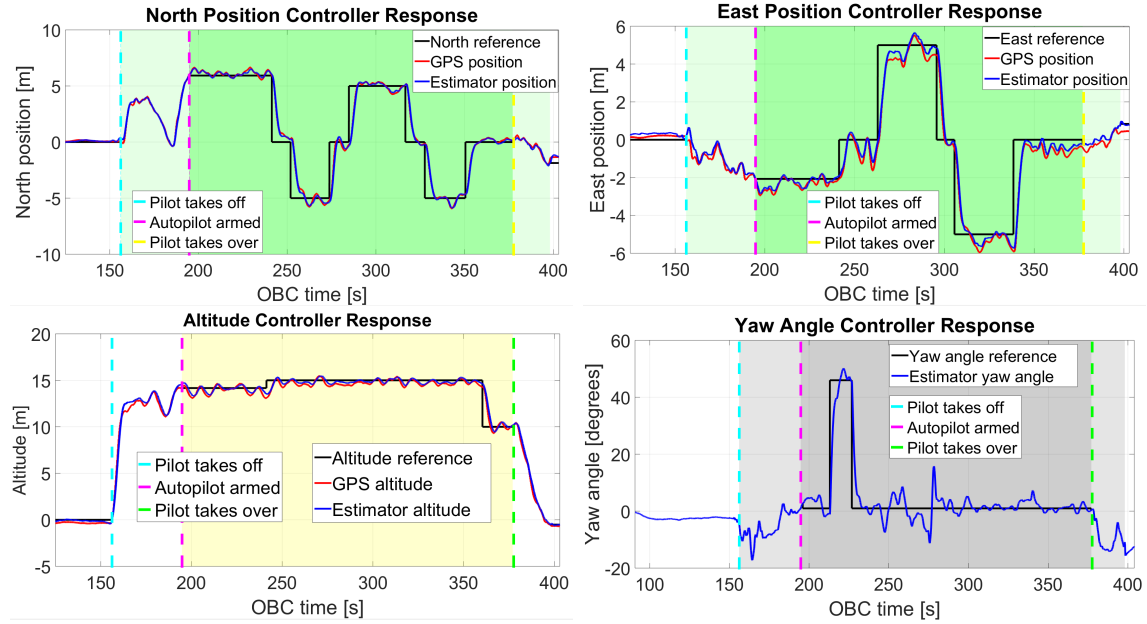 North Position Controller Response
10
5
0
-5
-10
North position [m]
North reference
GPS position
Estimator position
Pilot takes off
Autopilot armed
Pilot takes over
150 200 250 300 350 400
OBC time [s]
East Position Controller Response
6
4
2
0
-2
-4
-6
East position [m]
East reference
GPS position
Estimator position
Pilot takes off
Autopilot armed
Pilot takes over
150 200 250 300 350 400
OBC time [s]
Altitude Controller Response
20
15
10
5
0
-5
Altitude [m]
Pilot takes off
Autopilot armed
Pilot takes over
Altitude reference
GPS altitude
Estimator altitude
150 200 250 300 350 400
OBC time [s]
Yaw Angle Controller Response
60
40
20
0
-20
Yaw angle [degrees]
Yaw angle reference
Estimator yaw angle
Pilot takes off
Autopilot armed
Pilot takes over
100 150 200 250 300 350 400
OBC time [s]